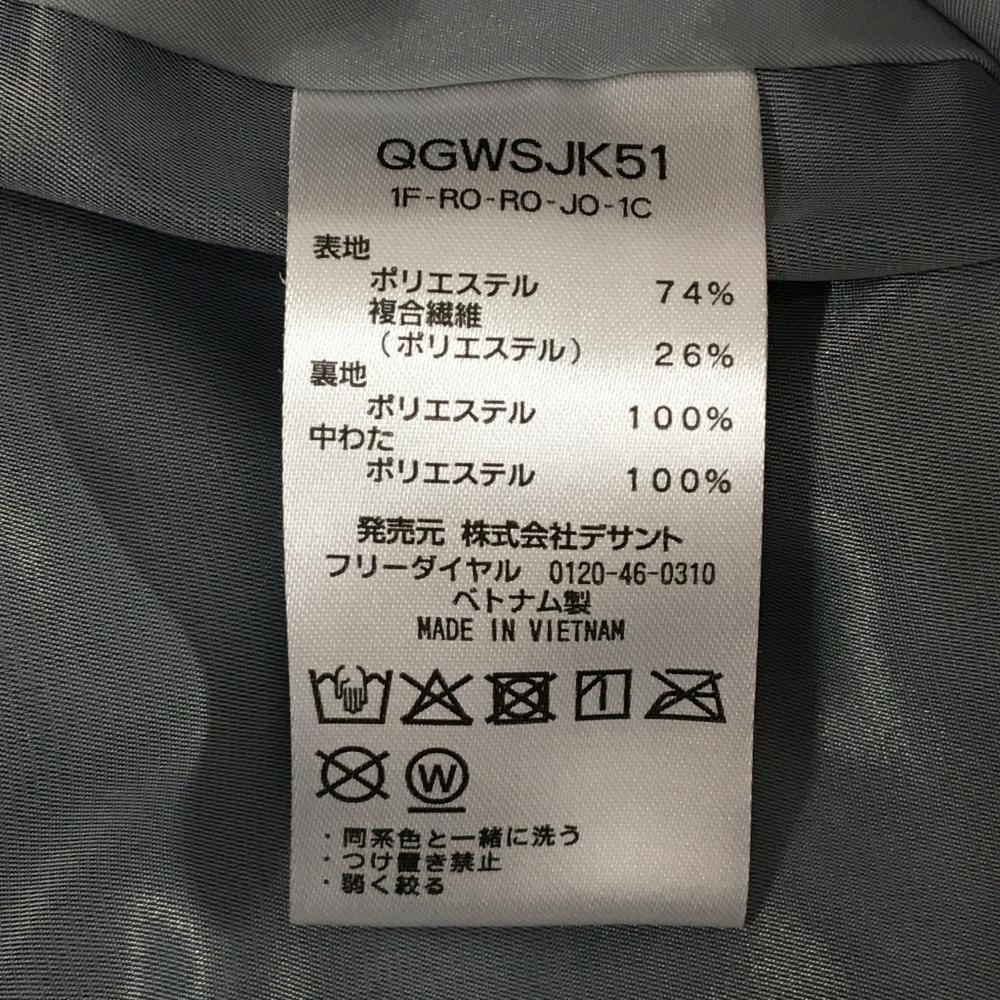 QGWSJK51
1F-RO-RO-JO-1C
表地
ポリエステル 74%
複合繊維
(ポリエステル) 26%
裏地
ポリエステル 100%
中わた
ポリエステル 100%
発売元 株式会社デサント
フリーダイヤル 0120-46-0310
ベトナム製
MADE IN VIETNAM
W
・同系色と一緒に洗う
・つけ置き禁止
・弱く絞る